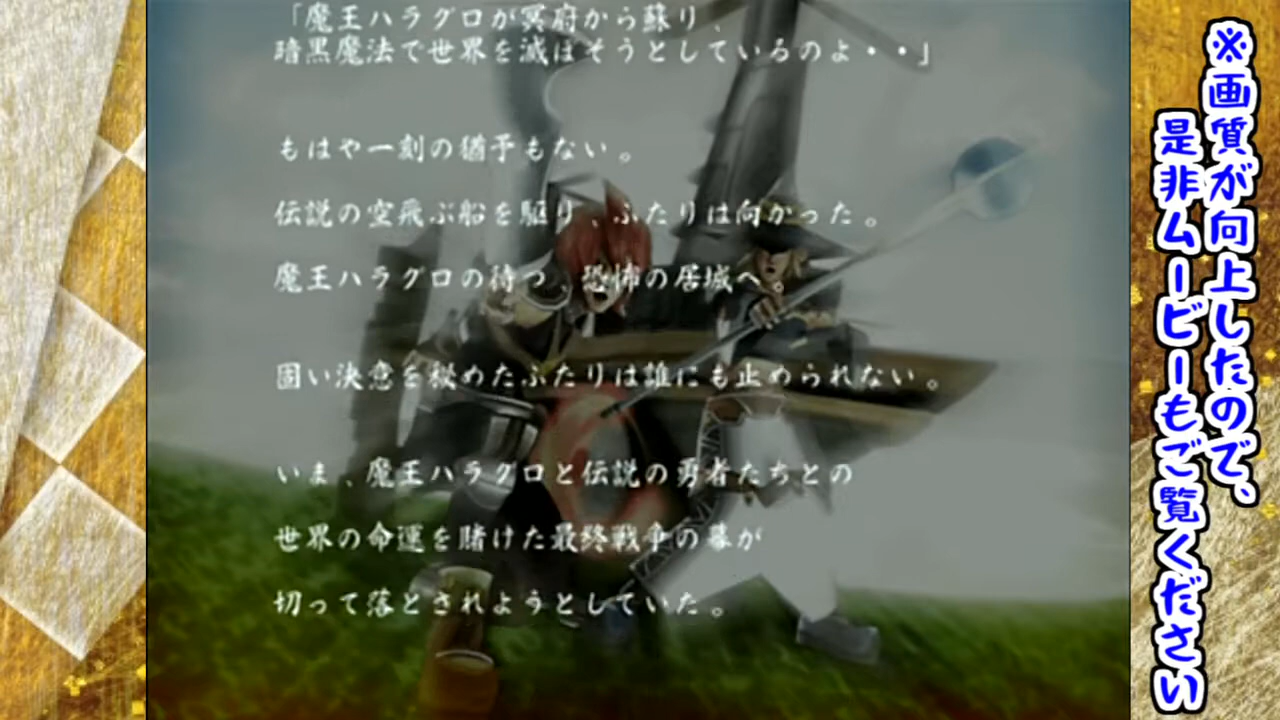 「魔王ハラグロが冥府から蘇り、
暗黒魔法で世界を滅ぼそうとしているのよ・・」
もはや一刻の猶予もない。
伝説の空飛ぶ船を駆り、ふたりは向かった。
魔王ハラグロの待つ、恐怖の居城へ。
固い決意を秘めたふたりは誰にも止められない。
いま、魔王ハラグロと伝説の勇者たちとの
世界の命運を賭けた最終戦争の幕が
切って落とされようとしていた。
※画質が向上したので、
是非ムービーもご覧ください